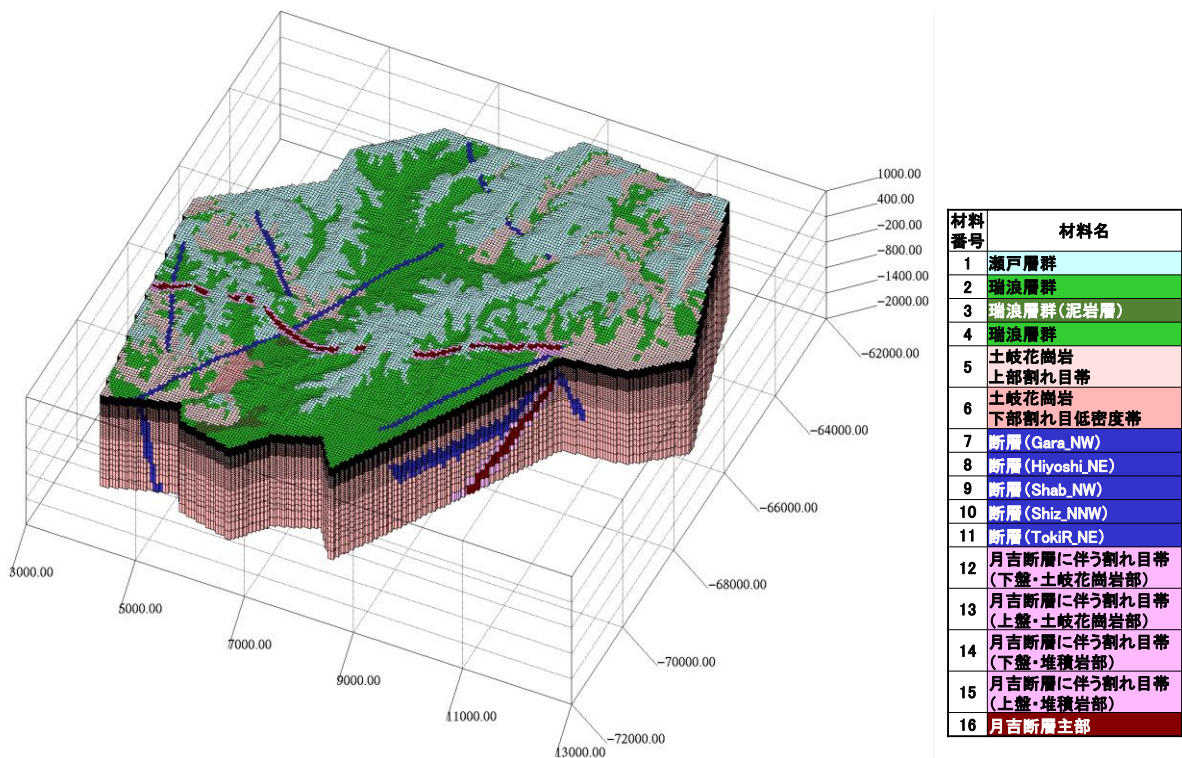 1000.00
400.00
-200.00
-800.00
-1400.00
-2000.00
-62000.00
-64000.00
-66000.00
-68000.00
-70000.00
-72000.00
3000.00
5000.00
7000.00
9000.00
11000.00
13000.00
材料番号 材料名
1 瀬戸層群
2 瑞浪層群
3 瑞浪層群(泥岩層)
4 瑞浪層群
5 土岐花崗岩
上部割れ目帯
6 土岐花崗岩
下部割れ目低密度帯
7 断層(Gara_NW)
8 断層(Hiyoshi_NE)
9 断層(Shab_NW)
10 断層(Shiz_NNW)
11 断層(TokiR_NE)
12 月吉断層に伴う割れ目帯
(下盤・土岐花崗岩部)
13 月吉断層に伴う割れ目帯
(上盤・土岐花崗岩部)
14 月吉断層に伴う割れ目帯
(下盤・堆積岩部)
15 月吉断層に伴う割れ目帯
(上盤・堆積岩部)
16 月吉断層主部